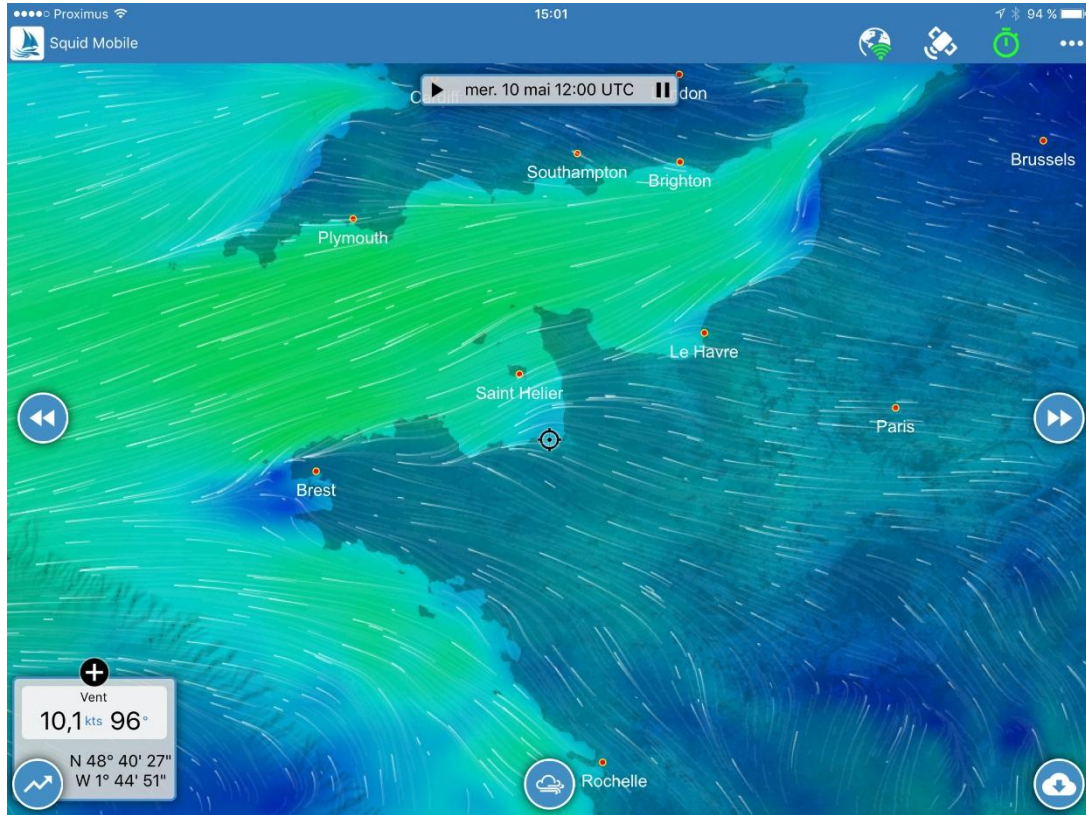 Proximus
15:01
94 %
Squid Mobile
mer. 10 mai 12:00 UTC
Southampton
Brighton
Brussels
Plymouth
Le Havre
Saint Helier
Paris
Brest
Vent
10,1 kts 96°
N 48° 40' 27"
W 1° 44' 51"
Rochelle